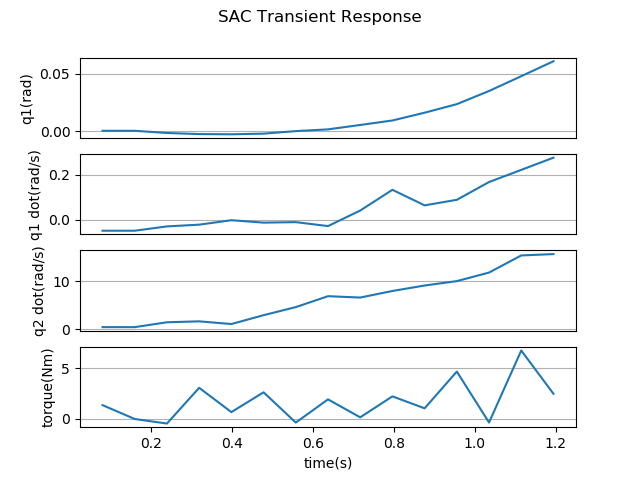 SAC Transient Response
q1(rad)
0.05
0.00
q1 dot(rad/s)
0.2
0.0
q2 dot(rad/s)
10
0
torque(Nm)
5
0
0.2 0.4 0.6 0.8 1.0 1.2
time(s)